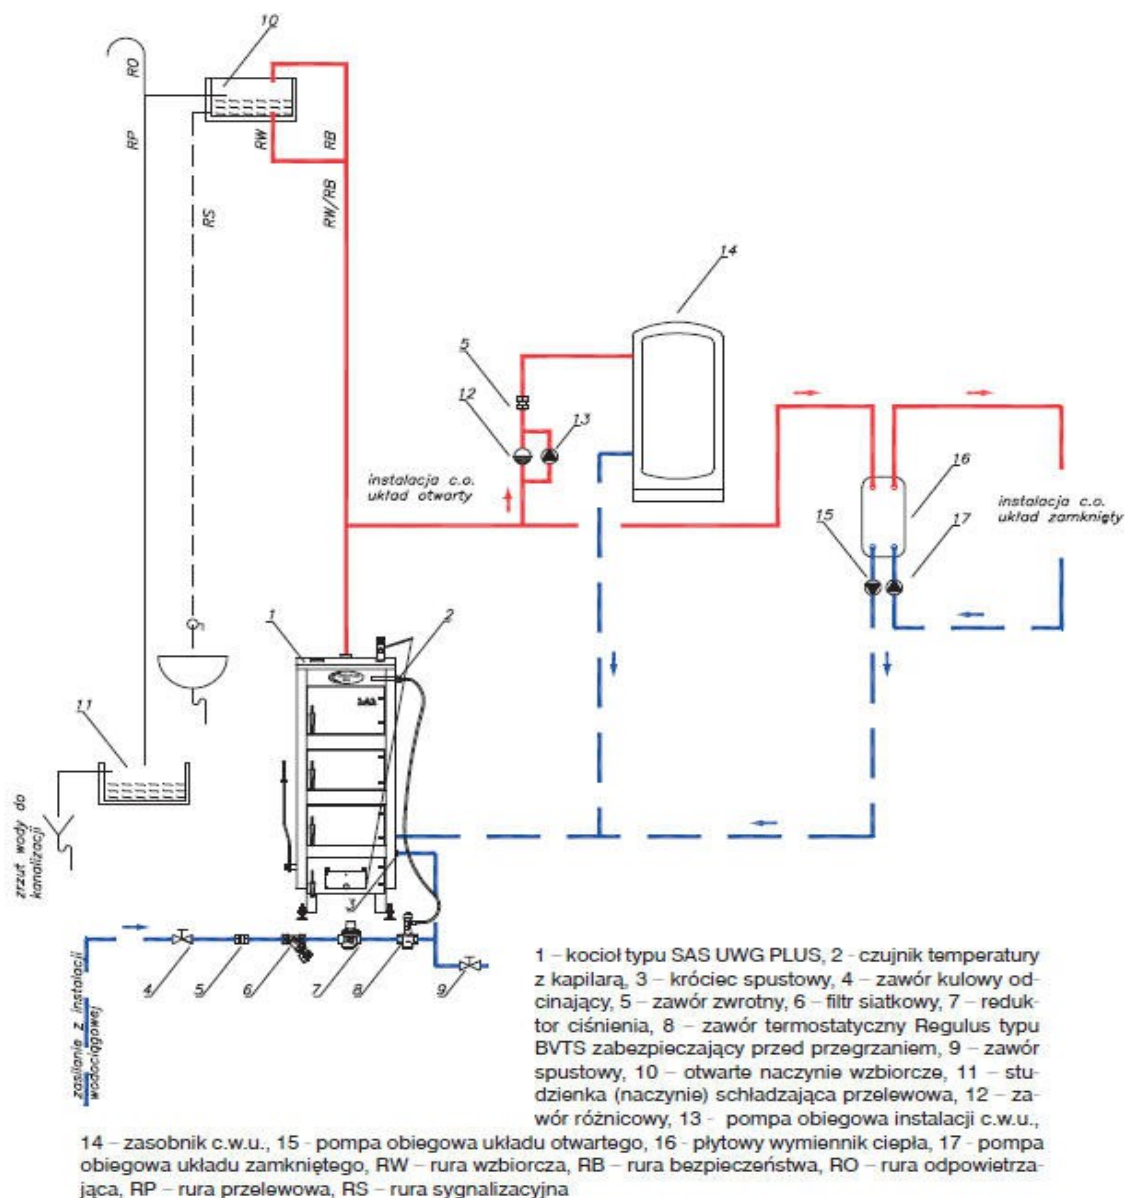 10
RO
RP
RW
RB
RW/RB
RS
14
5
12
13
instalacja c.o.
układ otwarty
16
instalacja c.o.
układ zamknięty
15
17
1
2
SAS
11
zrzut wody do
kanalizacji
3
4
5
6
7
8
9
zasilanie z instalacji
wodociągowej
1 – kocioł typu SAS UWG PLUS, 2 - czujnik temperatury
z kapilarą, 3 – króciec spustowy, 4 – zawór kulowy od-
cinający, 5 – zawór zwrotny, 6 – filtr siatkowy, 7 – reduk-
tor ciśnienia, 8 – zawór termostatyczny Regulus typu
BVTS zabezpieczający przed przegrzaniem, 9 – zawór
spustowy, 10 – otwarte naczynie wzbiorcze, 11 – stu-
dzienka (naczynie) schładzająca przelewowa, 12 – za-
wór różnicowy, 13 - pompa obiegowa instalacji c.w.u.,
14 – zasobnik c.w.u., 15 - pompa obiegowa układu otwartego, 16 - płytowy wymiennik ciepła, 17 - pompa
obiegowa układu zamkniętego, RW – rura wzbiorcza, RB – rura bezpieczeństwa, RO – rura odpowietrza-
jąca, RP – rura przelewowa, RS – rura sygnalizacyjna